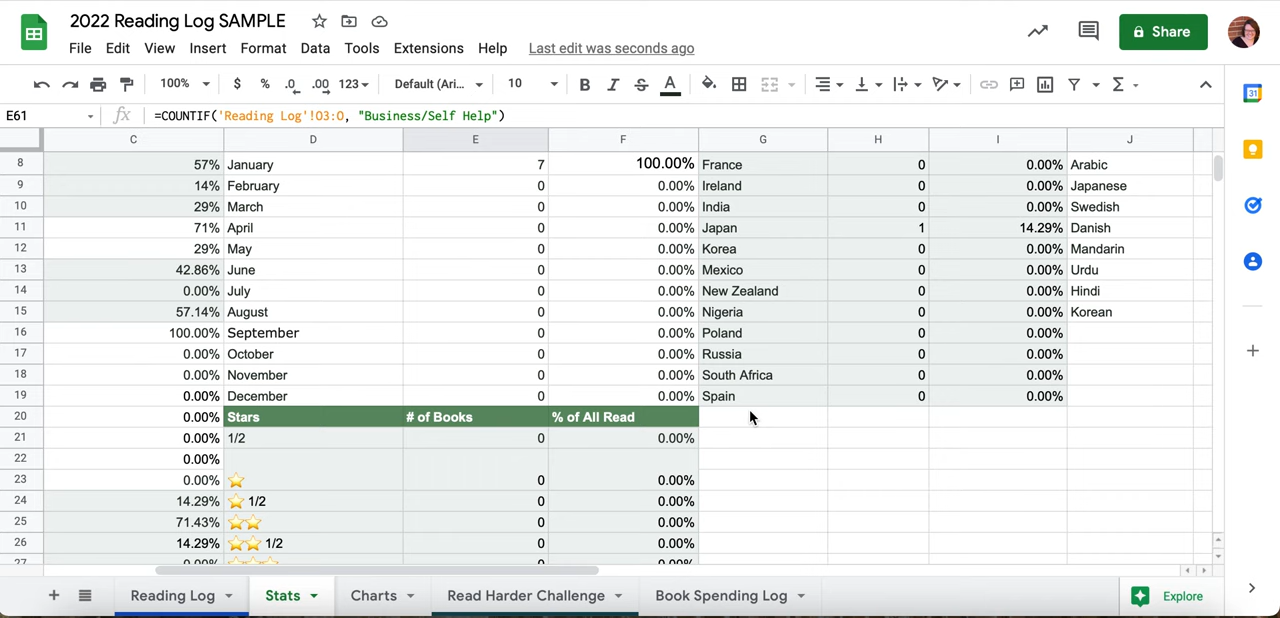 2022 Reading Log SAMPLE
File Edit View Insert Format Data Tools Extensions Help Last edit was seconds ago
Share
100% $ % .0 .00 123 Default (Ari... 10 B I S A
31
E61 fx =COUNTIF('Reading Log'!O3:O, "Business/Self Help")
C D E F G H I J
8 57% January 7 100.00% France 0 0.00% Arabic
9 14% February 0 0.00% Ireland 0 0.00% Japanese
10 29% March 0 0.00% India 0 0.00% Swedish
11 71% April 0 0.00% Japan 1 14.29% Danish
12 29% May 0 0.00% Korea 0 0.00% Mandarin
13 42.86% June 0 0.00% Mexico 0 0.00% Urdu
14 0.00% July 0 0.00% New Zealand 0 0.00% Hindi
15 57.14% August 0 0.00% Nigeria 0 0.00% Korean
16 100.00% September 0 0.00% Poland 0 0.00%
17 0.00% October 0 0.00% Russia 0 0.00%
18 0.00% November 0 0.00% South Africa 0 0.00%
19 0.00% December 0 0.00% Spain 0 0.00%
20 0.00% Stars # of Books % of All Read
21 0.00% 1/2 0 0.00%
22 0.00%
23 0.00% ⭐ 0 0.00%
24 14.29% ⭐ 1/2 0 0.00%
25 71.43% ⭐⭐ 0 0.00%
26 14.29% ⭐⭐ 1/2 0 0.00%
27 0.00% ⭐⭐⭐ 0 0.00%
Reading Log Stats Charts Read Harder Challenge Book Spending Log Explore